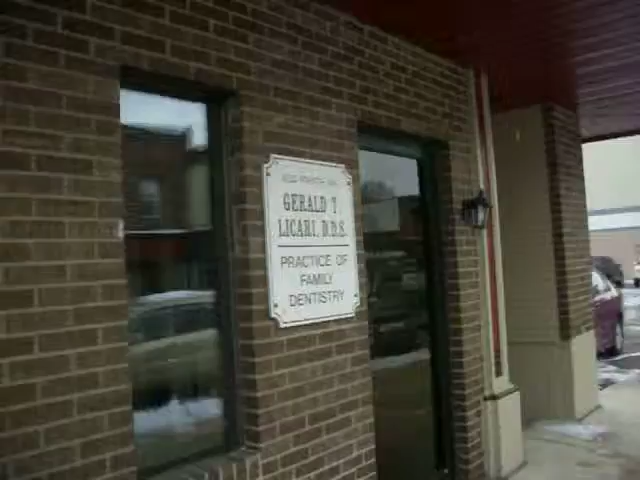 GERALD T
LICARI, D.D.S.
PRACTICE OF
FAMILY
DENTISTRY